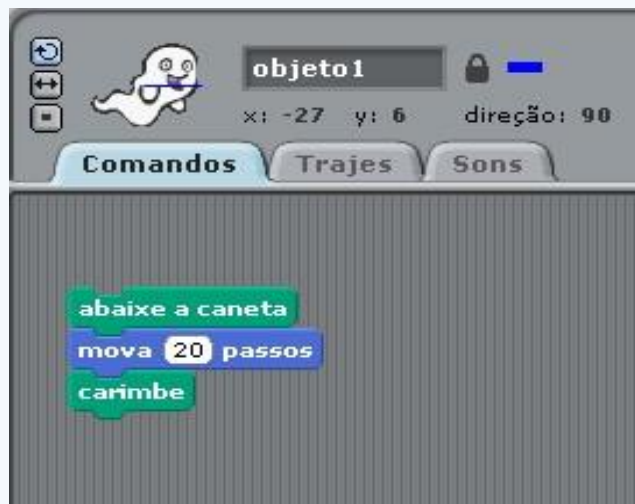 objeto1
x: -27 y: 6 direção: 90
Comandos Trajes Sons
abaixe a caneta
mova 20 passos
carimbe